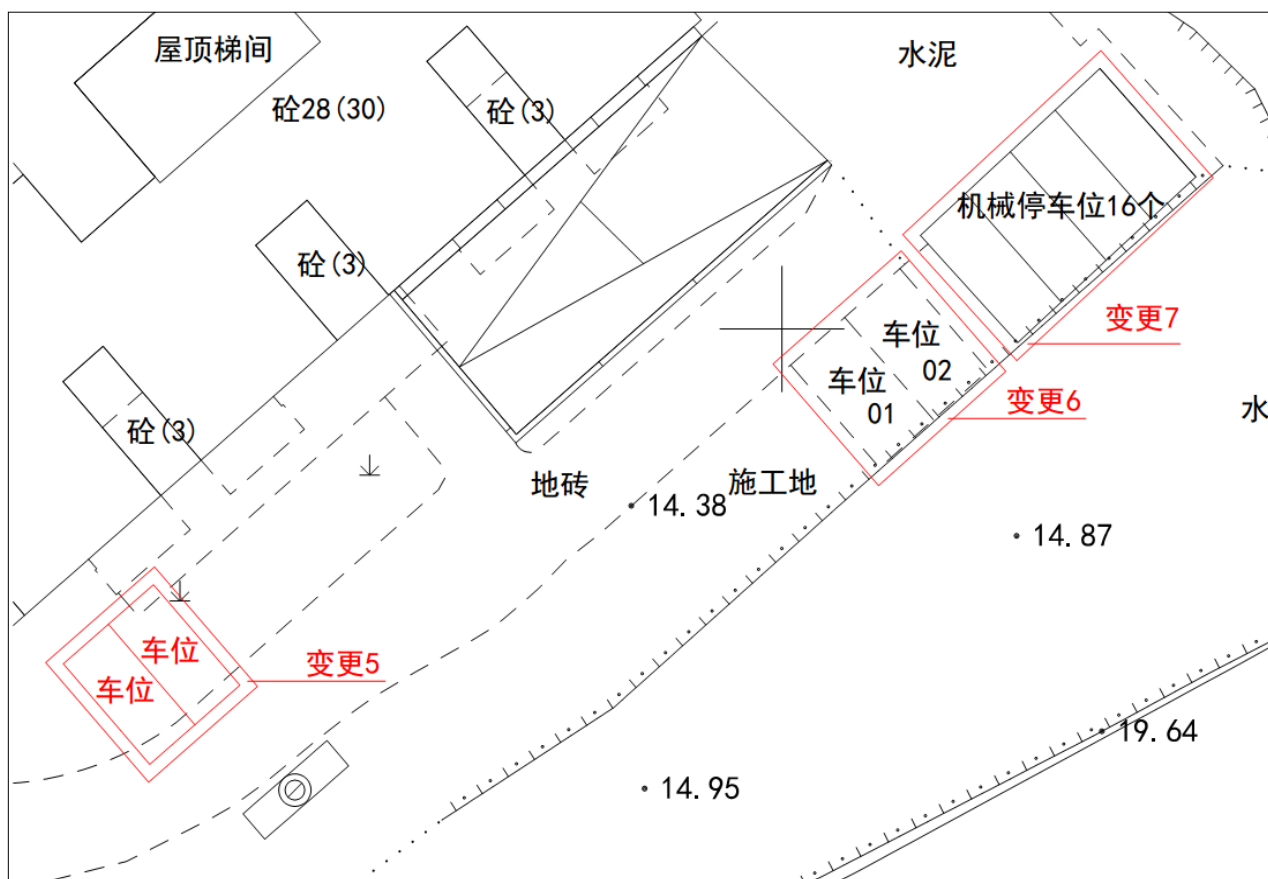 屋顶梯间
水泥
砼28(30)
砼(3)
机械停车位16个
砼(3)
变更7
车位
02
车位
01
变更6
水
砼(3)
地砖
施工地
14.38
14.87
车位
车位
变更5
19.64
14.95